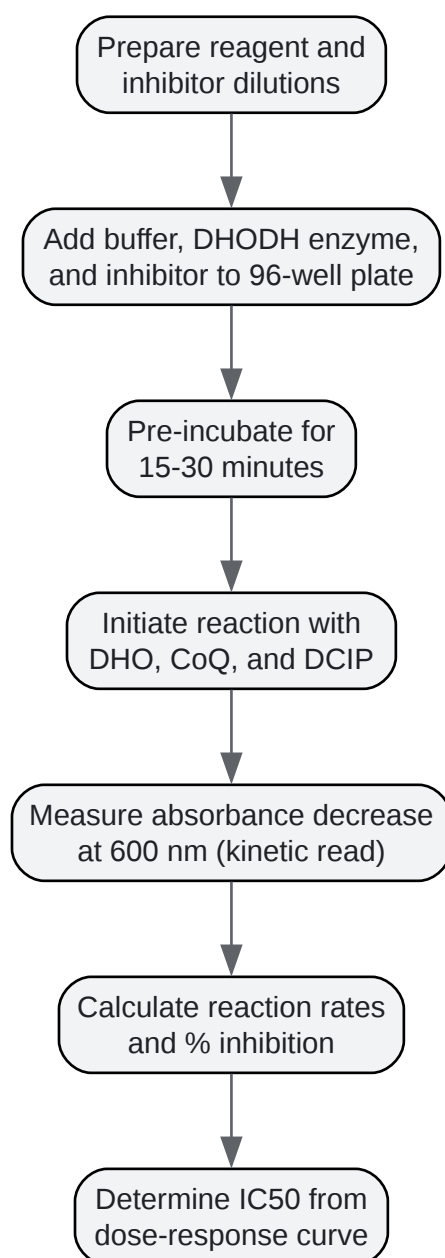 Prepare reagent and
inhibitor dilutions
Add buffer, DHODH enzyme,
and inhibitor to 96-well plate
Pre-incubate for
15-30 minutes
Initiate reaction with
DHO, CoQ, and DCIP
Measure absorbance decrease
at 600 nm (kinetic read)
Calculate reaction rates
and % inhibition
Determine IC50 from
dose-response curve